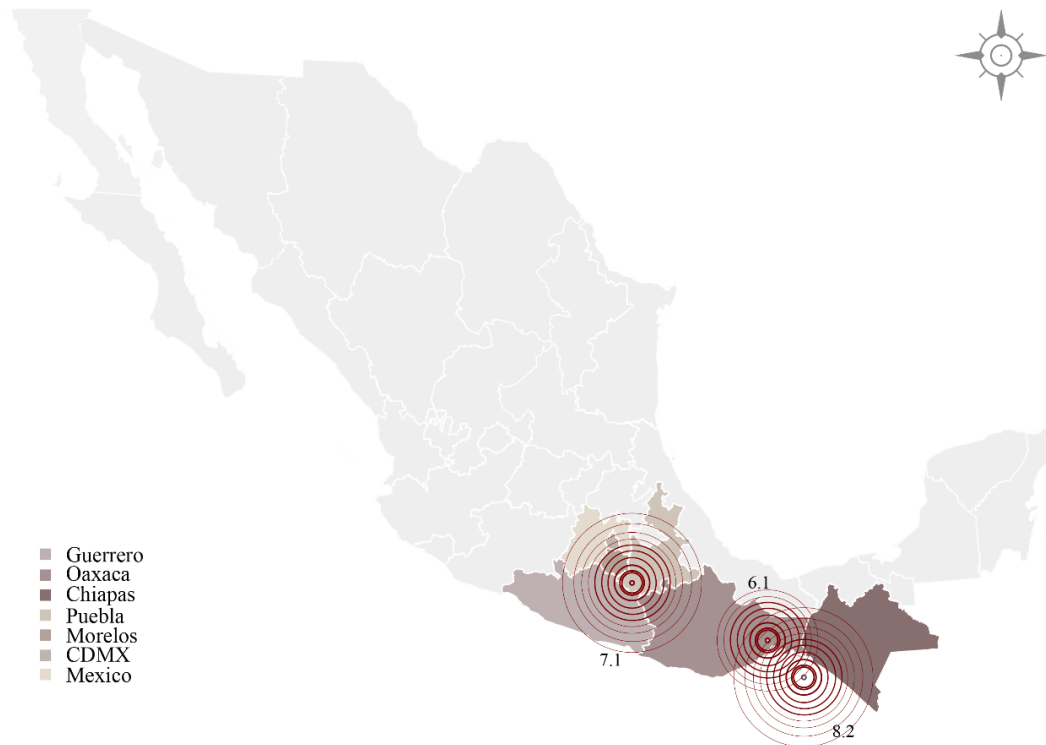 Guerrero
Oaxaca
Chiapas
Puebla
Morelos
CDMX
Mexico
7.1
6.1
8.2